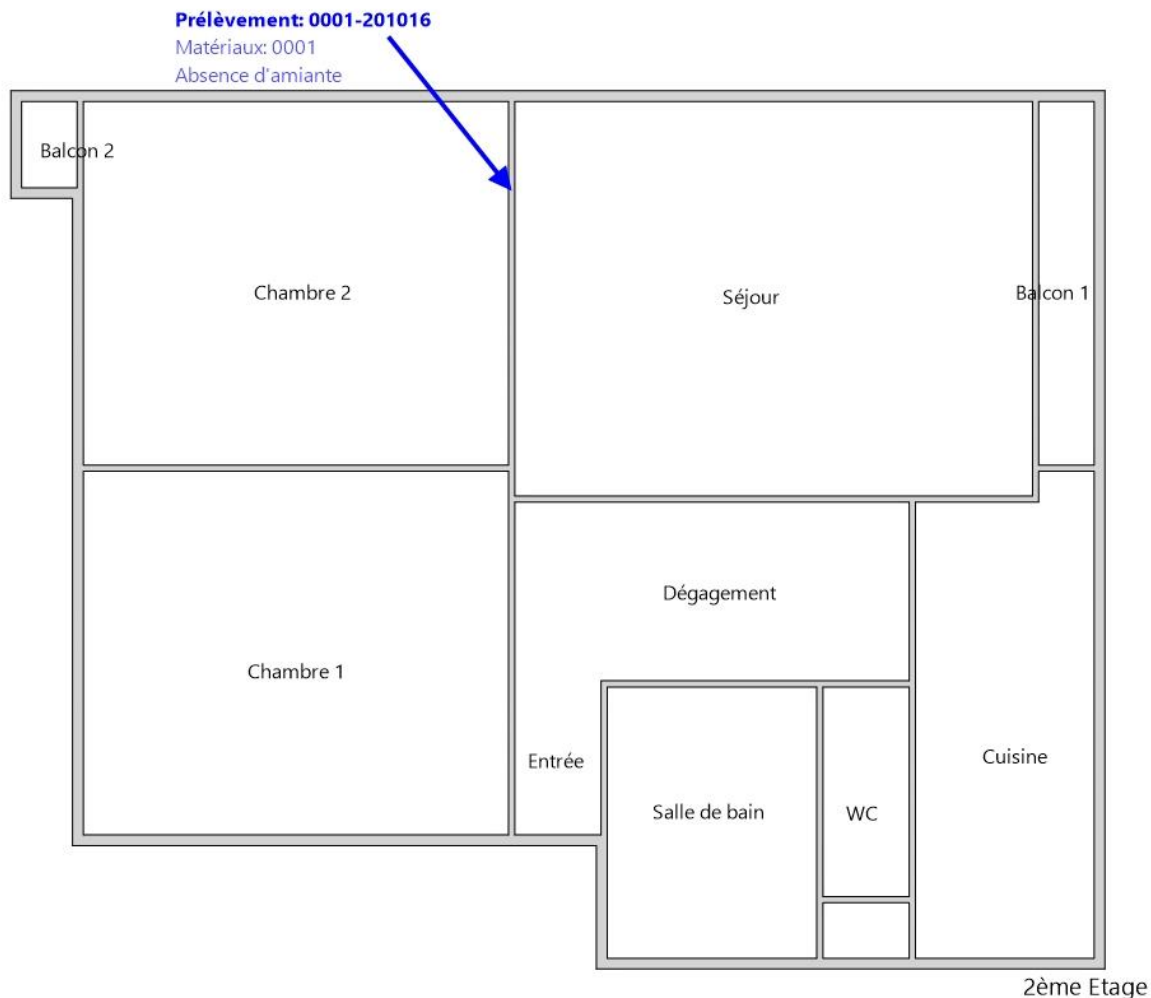 Prélèvement: 0001-201016
Matériaux: 0001
Absence d'amiante
Balcon 2
Chambre 2
Séjour
Balcon 1
Dégagement
Chambre 1
Entrée
Cuisine
Salle de bain
WC
2ème Etage